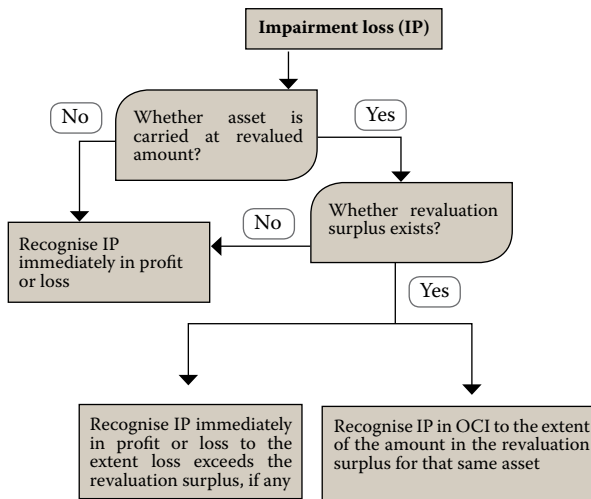 Impairment loss (IP)
No
Whether asset is
carried at revalued
amount?
Yes
Whether revaluation
surplus exists?
No
Recognise IP
immediately in profit
or loss
Yes
Recognise IP immediately
in profit or loss to the
extent loss exceeds the
revaluation surplus, if any
Recognise IP in OCI to the extent
of the amount in the revaluation
surplus for that same asset